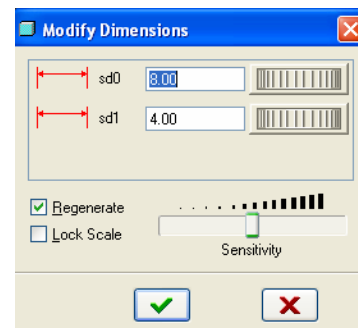 Modify Dimensions
sd0 8.00
sd1 4.00
Regenerate
Lock Scale
Sensitivity